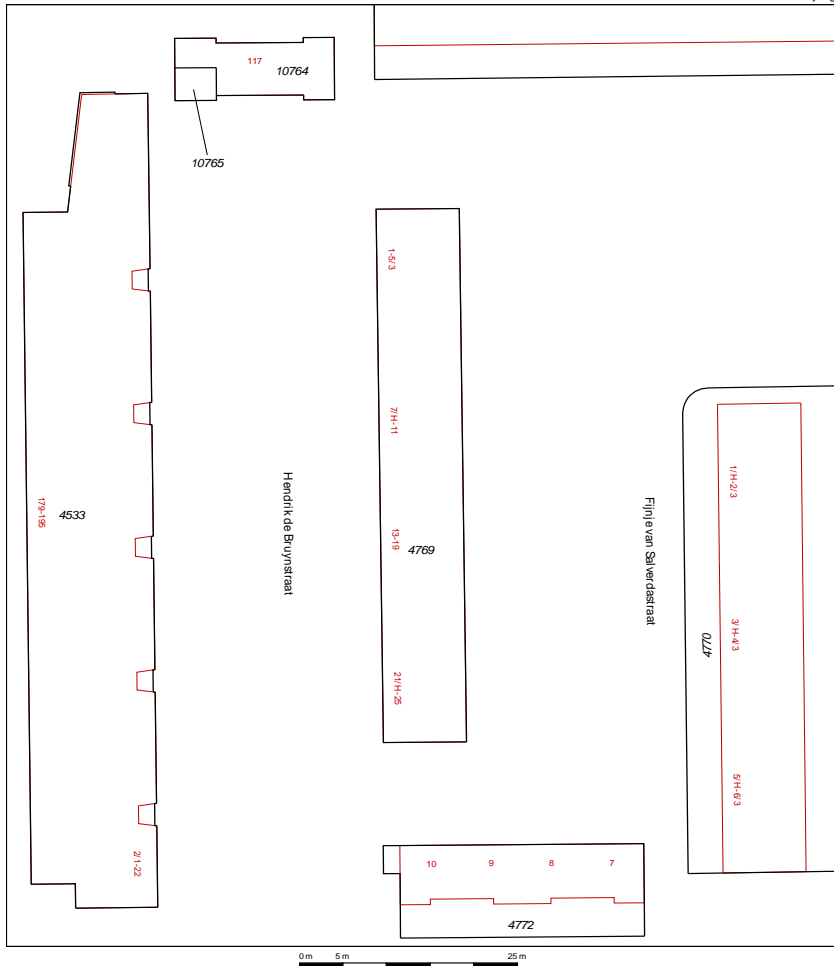 117
10764
10765
1-5/3
7/H-11
13-19
4769
21/H-25
Hendrik de Bruynstraat
179-195
4533
2/1-22
Fijnje van Salverdastraat
1/H-2/3
3/H-4/3
4770
5/H-6/3
10
9
8
7
4772
0 m
5 m
25 m